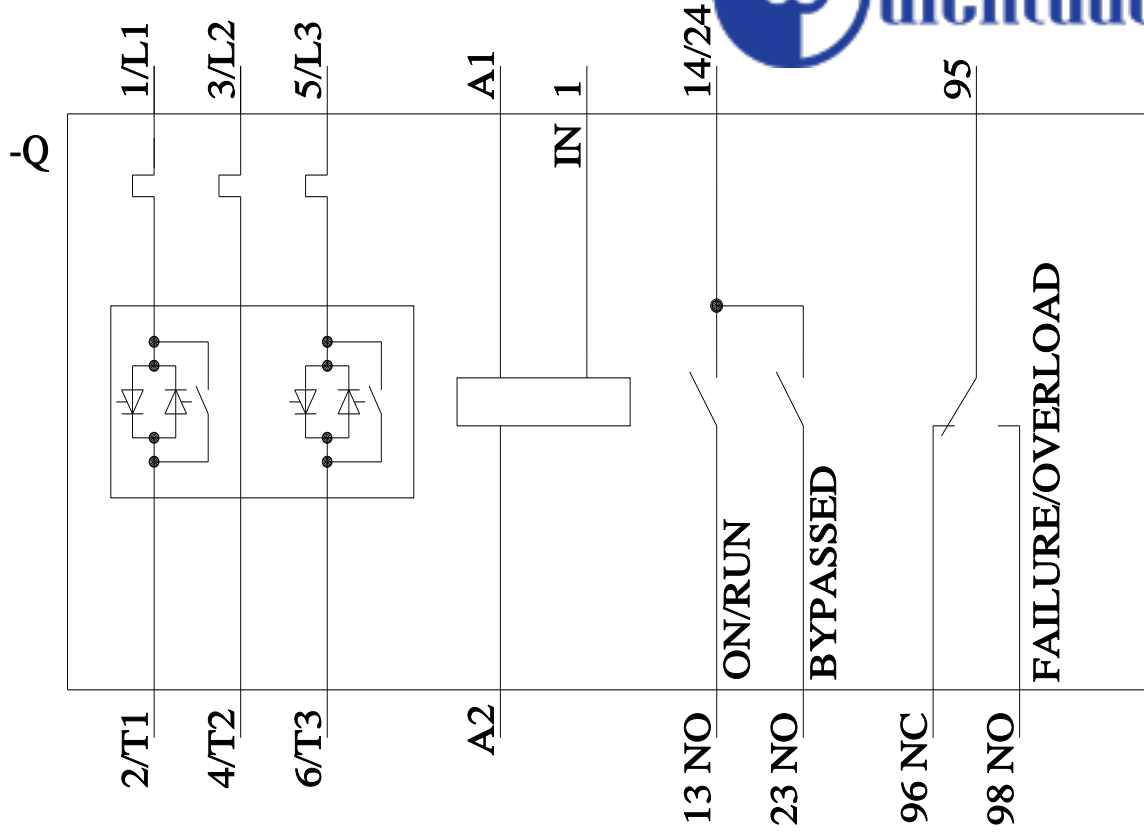 -Q
1/L1
3/L2
5/L3
A1
1
IN
14/24
95
ON/RUN
BYPASSED
FAILURE/OVERLOAD
2/T1
4/T2
6/T3
A2
13 NO
23 NO
96 NC
98 NO